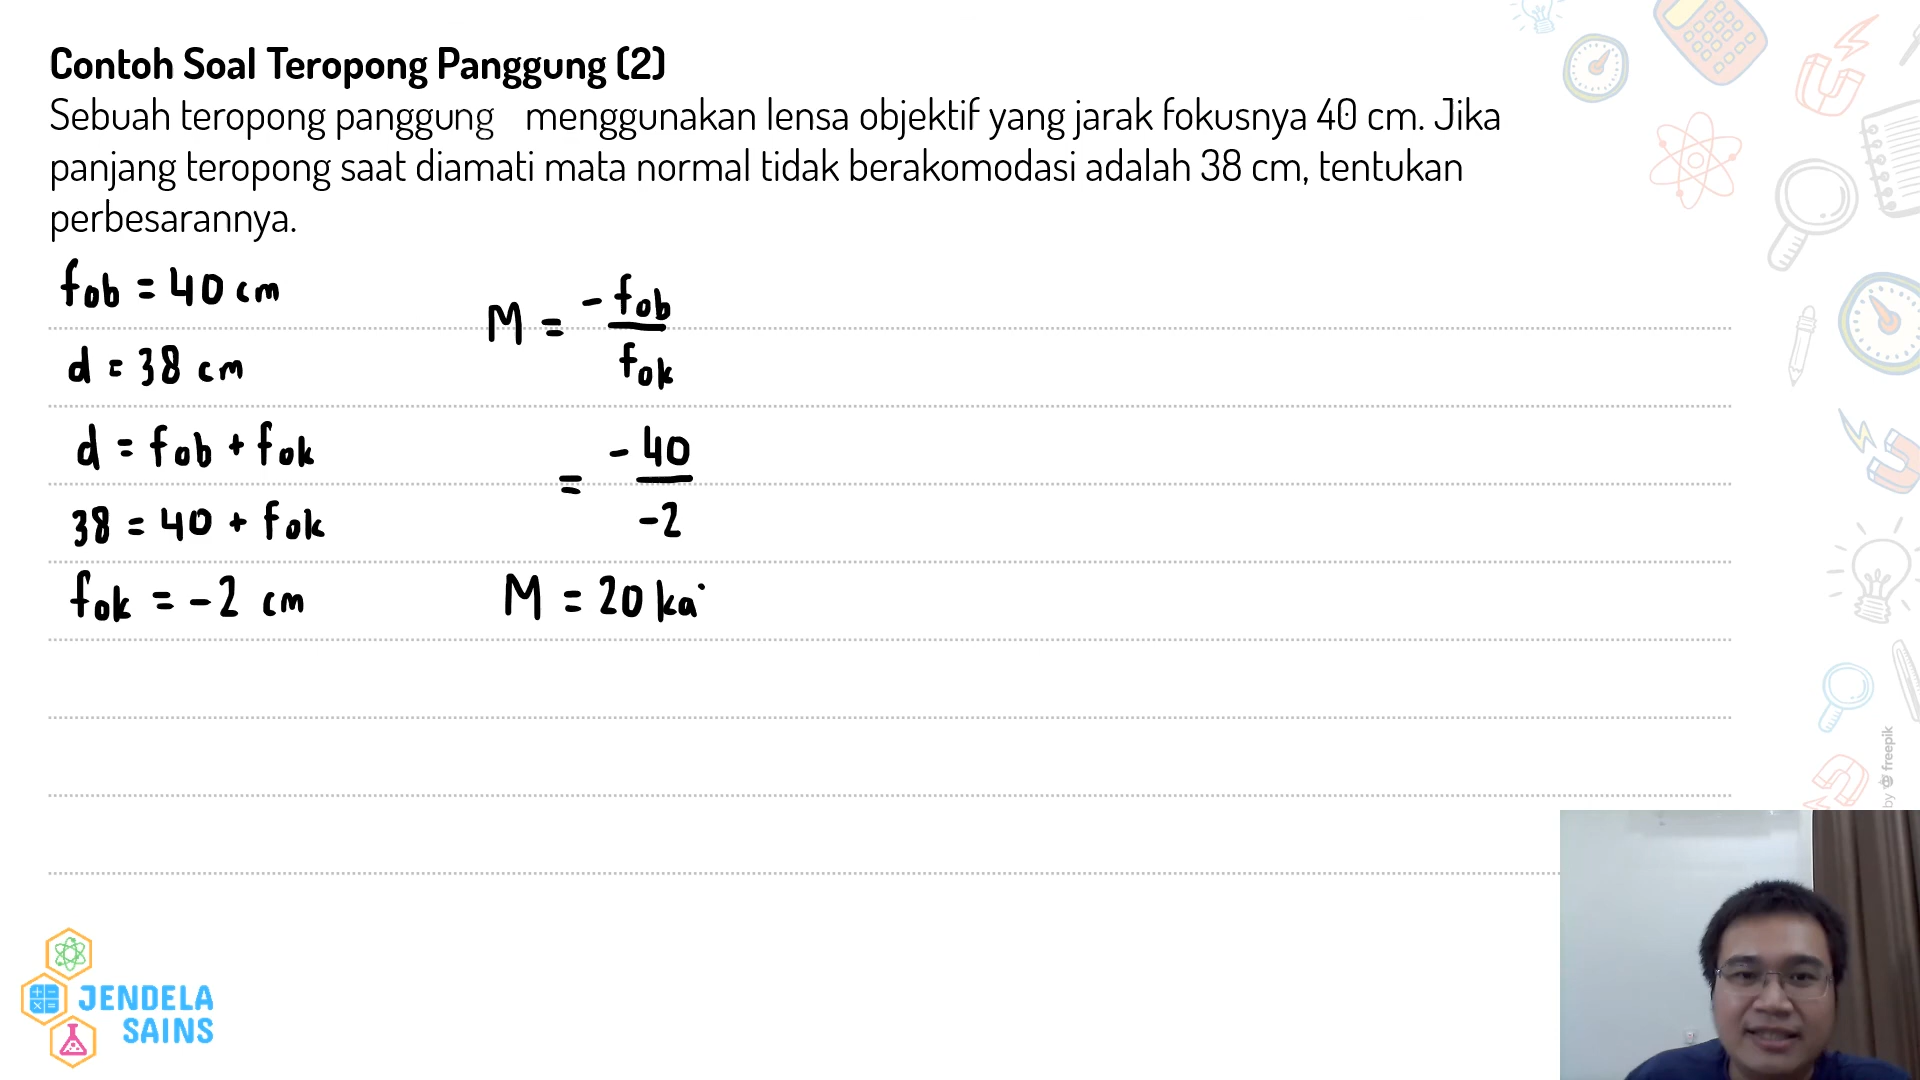 Contoh Soal Teropong Panggung (2)
Sebuah teropong panggung menggunakan lensa objektif yang jarak fokusnya 40 cm. Jika
panjang teropong saat diamati mata normal tidak berakomodasi adalah 38 cm, tentukan
perbesarannya.
fob = 40 cm
d = 38 cm
d = fob + fok
38 = 40 + fok
fok = -2 cm
M = -fob / fok
= -40 / -2
M = 20 ka
by freepik
JENDELA
SAINS